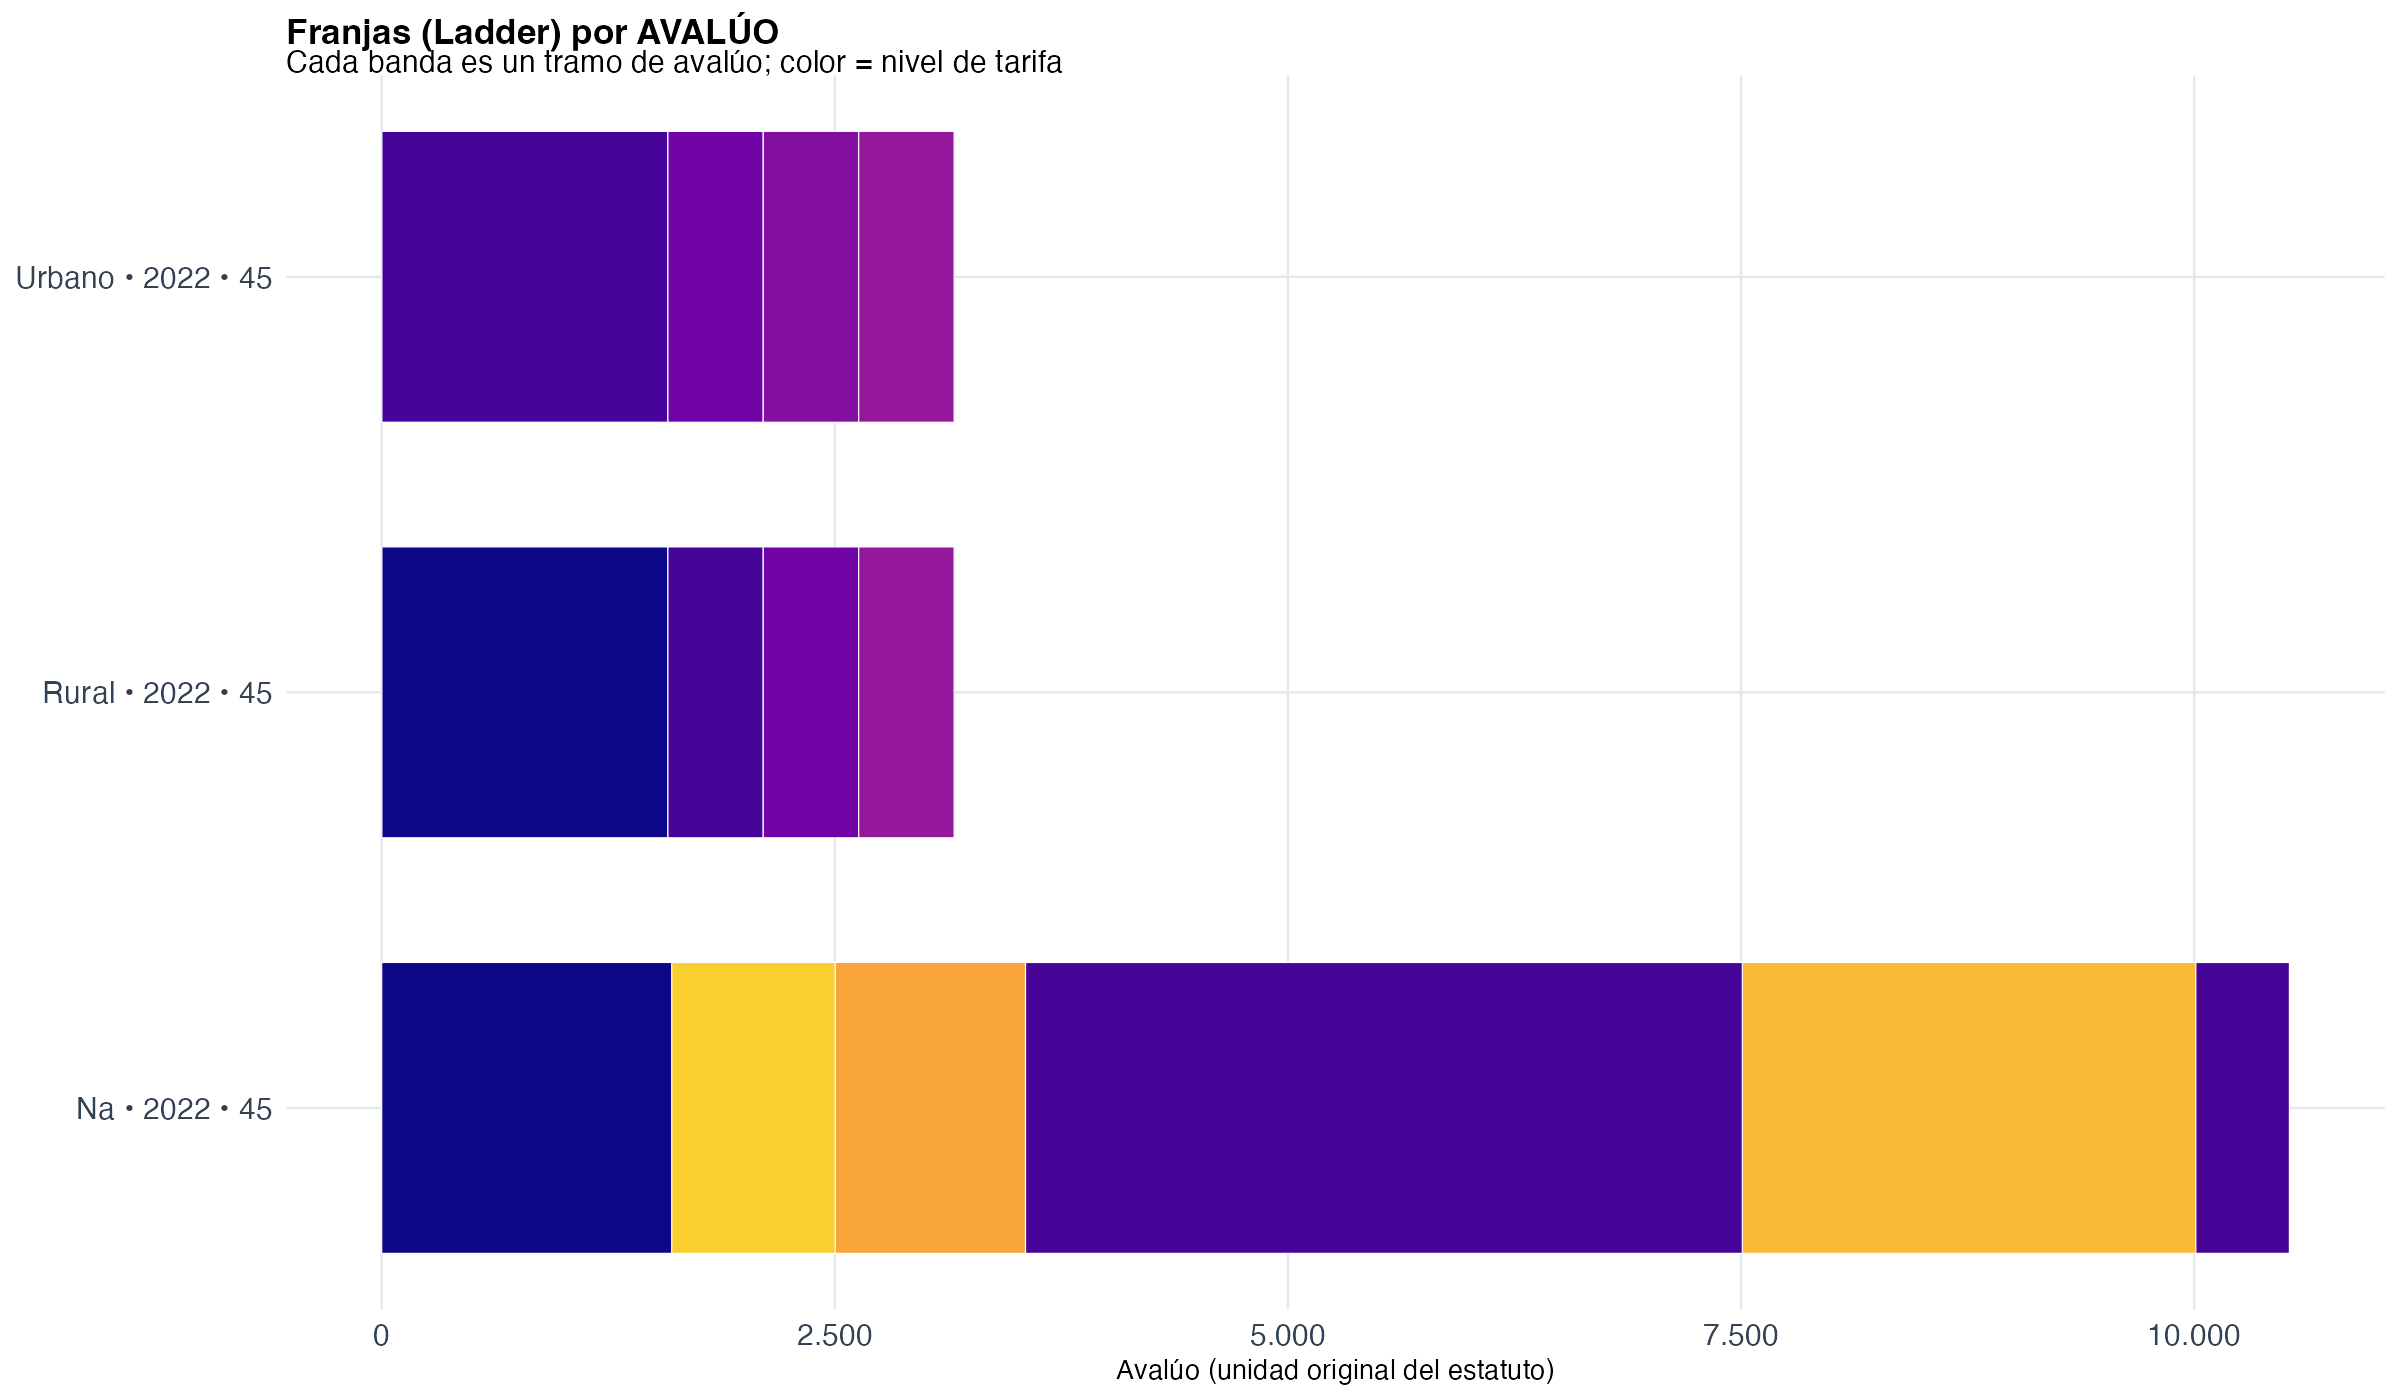 Franjas (Ladder) por AVALÚO
Cada banda es un tramo de avalúo; color = nivel de tarifa
Urbano • 2022 • 45
Rural • 2022 • 45
Na • 2022 • 45
0 2.500 5.000 7.500 10.000
Avalúo (unidad original del estatuto)